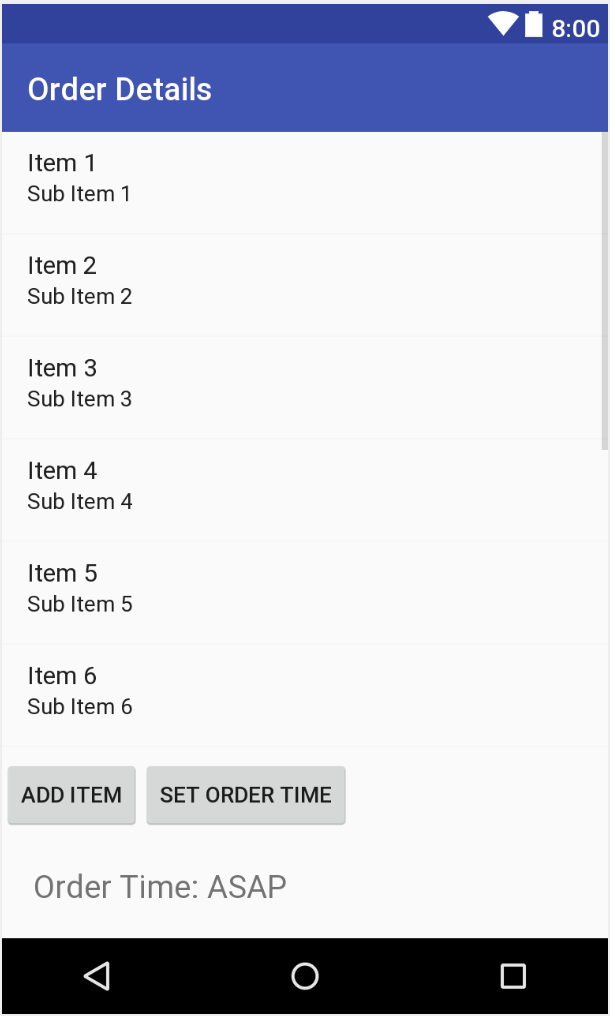 8:00
Order Details
Item 1
Sub Item 1
Item 2
Sub Item 2
Item 3
Sub Item 3
Item 4
Sub Item 4
Item 5
Sub Item 5
Item 6
Sub Item 6
ADD ITEM SET ORDER TIME
Order Time: ASAP